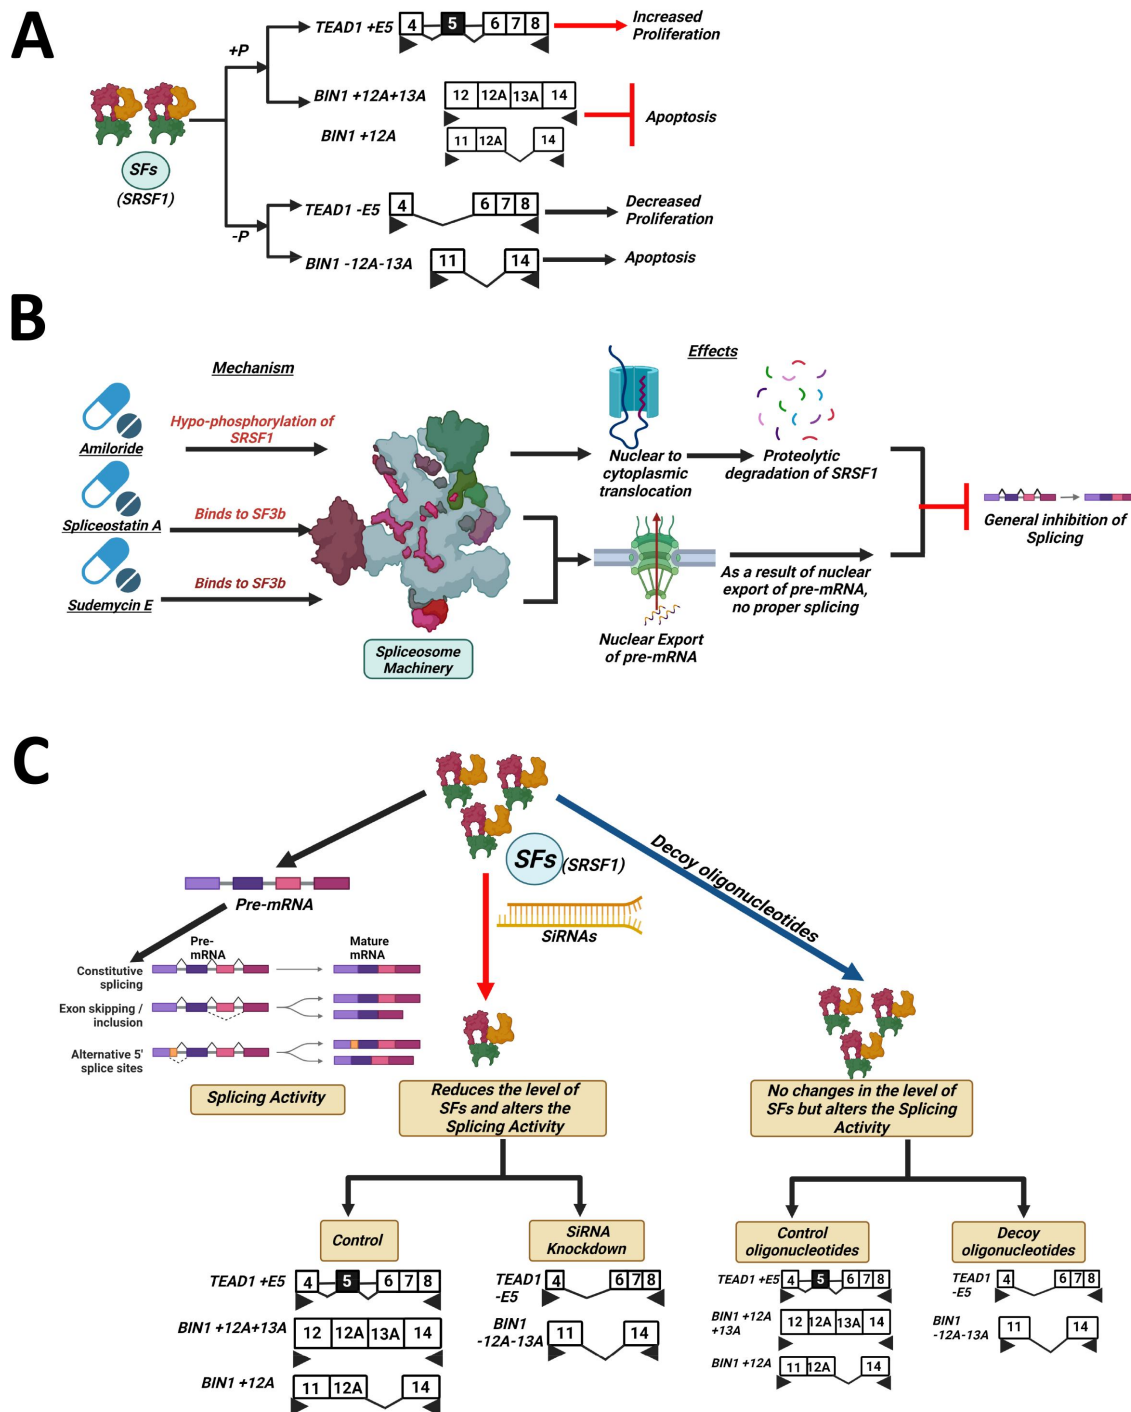 A
+P
-P
SFs
(SRSF1)
TEAD1 +E5
4 5 6 7 8
Increased
Proliferation
BIN1 +12A+13A
12 12A 13A 14
BIN1 +12A
11 12A 14
Apoptosis
TEAD1 -E5
4 6 7 8
Decreased
Proliferation
BIN1 -12A-13A
11 14
Apoptosis
B
Mechanism
Effects
Amiloride
Hypo-phosphorylation of
SRSF1
Spliceostatin A
Binds to SF3b
Sudemycin E
Binds to SF3b
Spliceosome
Machinery
Nuclear to
cytoplasmic
translocation
Proteolytic
degradation of SRSF1
Nuclear Export
of pre-mRNA
As a result of nuclear
export of pre-mRNA,
no proper splicing
General inhibition of
Splicing
C
SFs (SRSF1)
Pre-mRNA
SiRNAs
Decoy oligonucleotides
Pre-
mRNA
Mature
mRNA
Constitutive
splicing
Exon skipping /
inclusion
Alternative 5'
splice sites
Splicing Activity
Reduces the level of
SFs and alters the
Splicing Activity
No changes in the level of
SFs but alters the Splicing
Activity
Control
TEAD1 +E5
4 5 6 7 8
BIN1 +12A+13A
12 12A 13A 14
BIN1 +12A
11 12A 14
SiRNA
Knockdown
TEAD1
-E5
4 6 7 8
BIN1
-12A-13A
11 14
Control
oligonucleotides
TEAD1 +E5
4 5 6 7 8
BIN1 +12A
+13A
12 12A 13A 14
BIN1 +12A
11 12A 14
Decoy
oligonucleotides
TEAD1
-E5
4 6 7 8
BIN1
-12A-13A
11 14